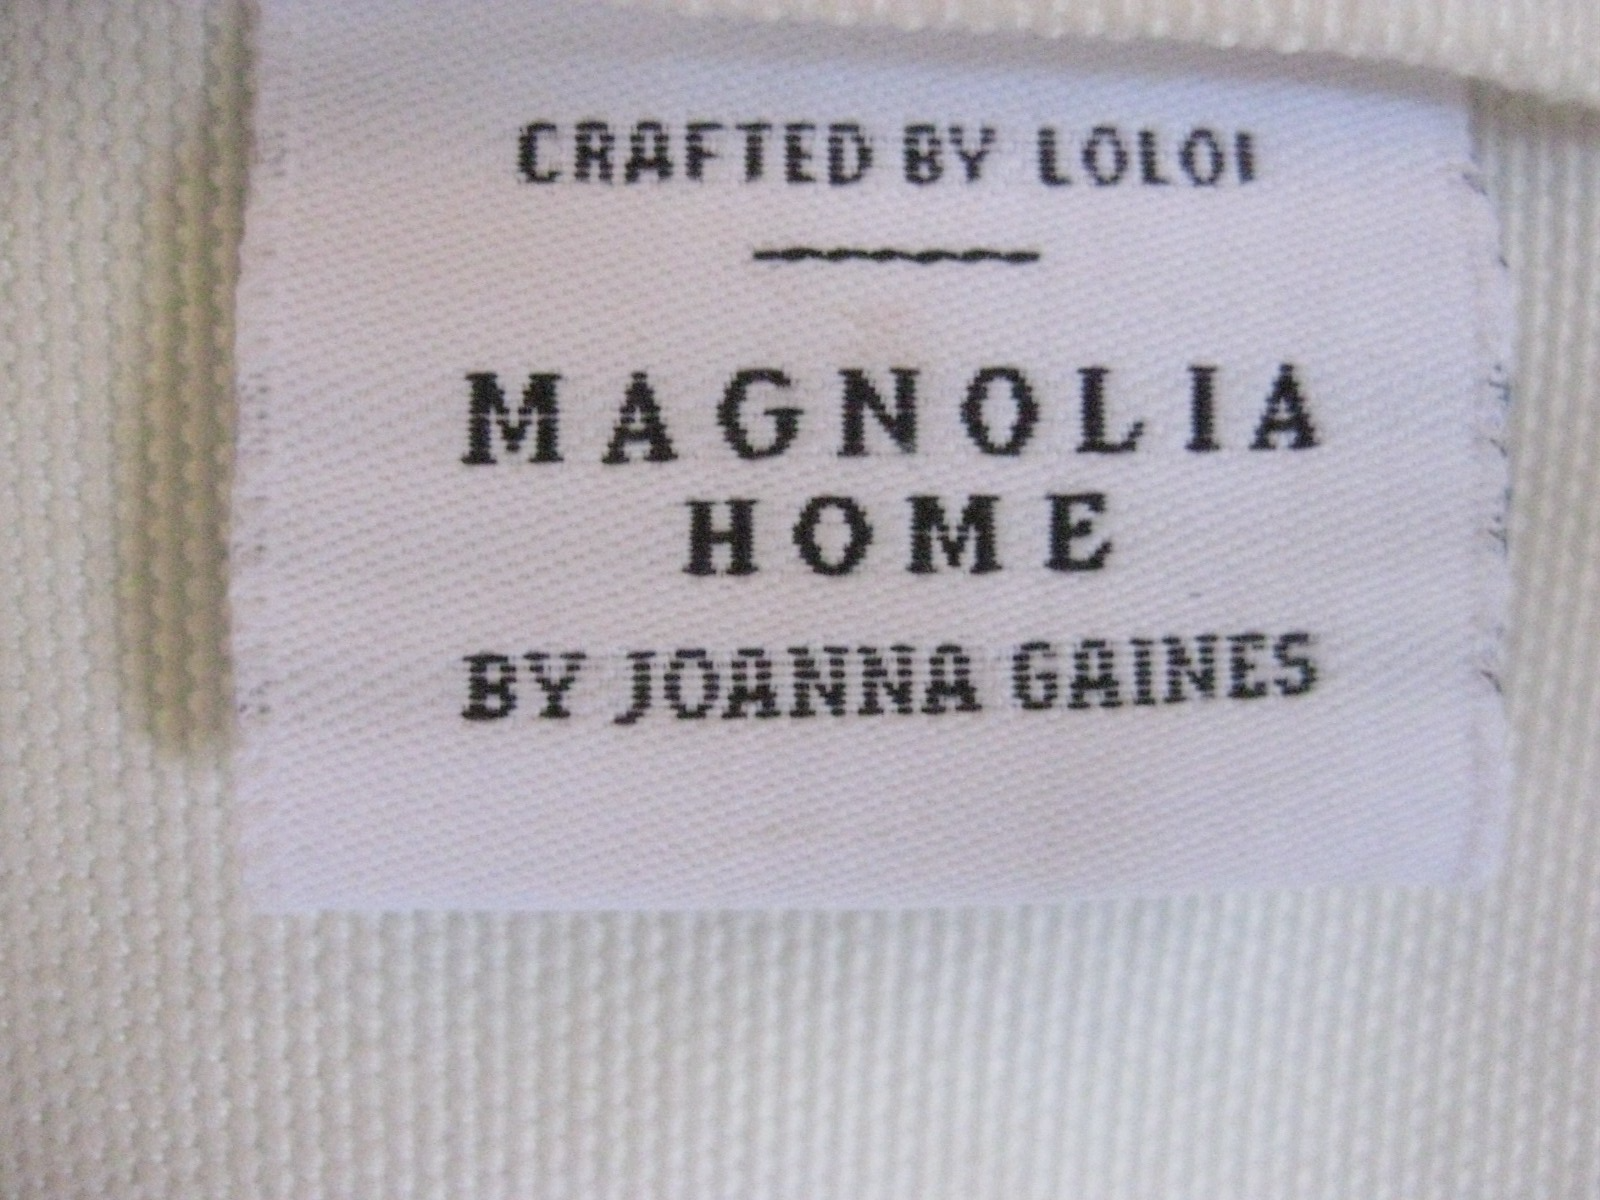 CRAFTED BY LOLOI
MAGNOLIA
HOME
BY JOANNA GAINES